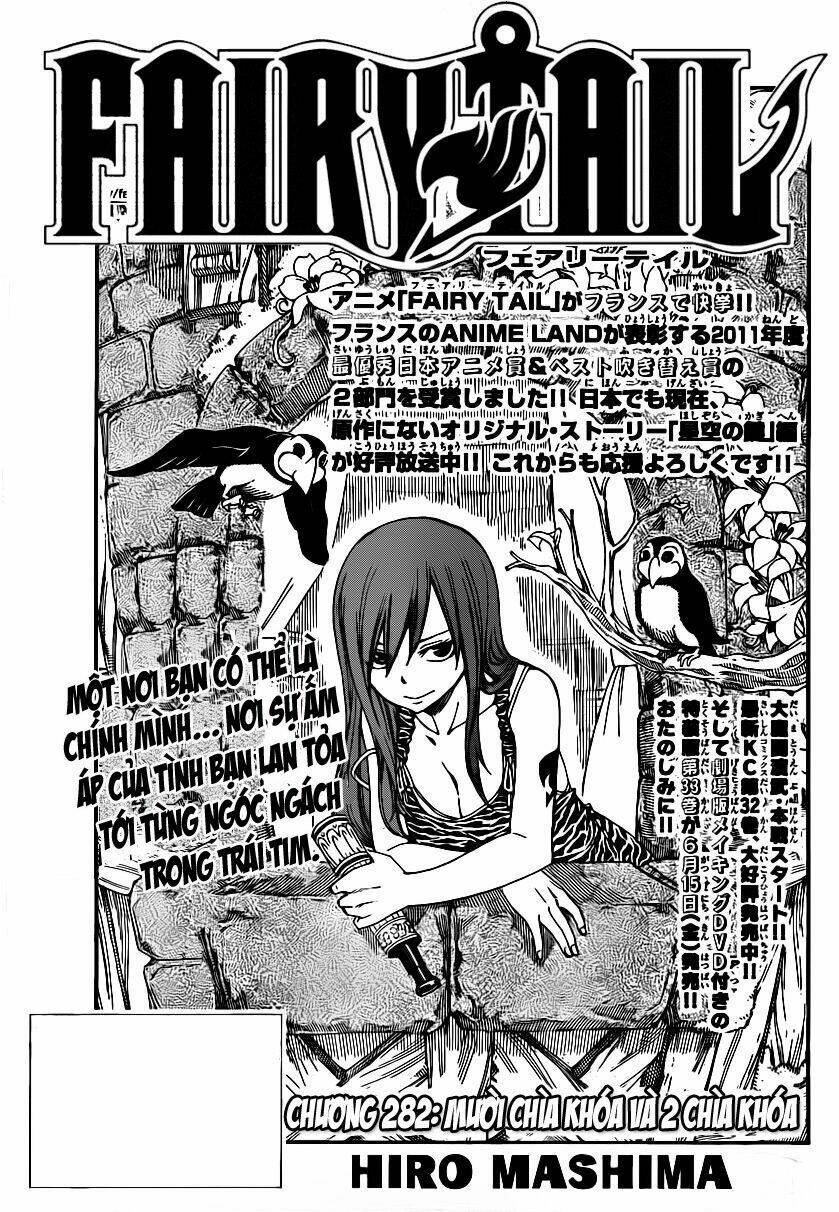 FAIRY TAIL
フェアリーテイル
アニメ「FAIRY TAIL」がフランスで快挙!!
フランスのANIME LANDが表彰する2011年度
最優秀日本アニメ賞&ベスト吹き替え賞の
2部門を受賞しました!! 日本でも現在、
原作にないオリジナル・ストーリー「星空の鍵」編
が好評放送中!! これからも応援よろしくです!!
MỘT NƠI BẠN CÓ THỂ LÀ
CHÍNH MÌNH... NƠI SỰ ẤM
ÁP CỦA TÌNH BẠN LAN TỎA
TỚI TỪNG NGÓC NGÁCH
TRONG TRÁI TIM.
大魔闘演武・本戦スタート!!
最新KC第32巻、大好評発売中!!
そして劇場版メイキングDVD付きの
特装版第33巻が6月15日(金)発売!!
おたのしみに!!
CHƯƠNG 282: MƯƠI CHÌA KHÓA VÀ 2 CHÌA KHÓA
HIRO MASHIMA